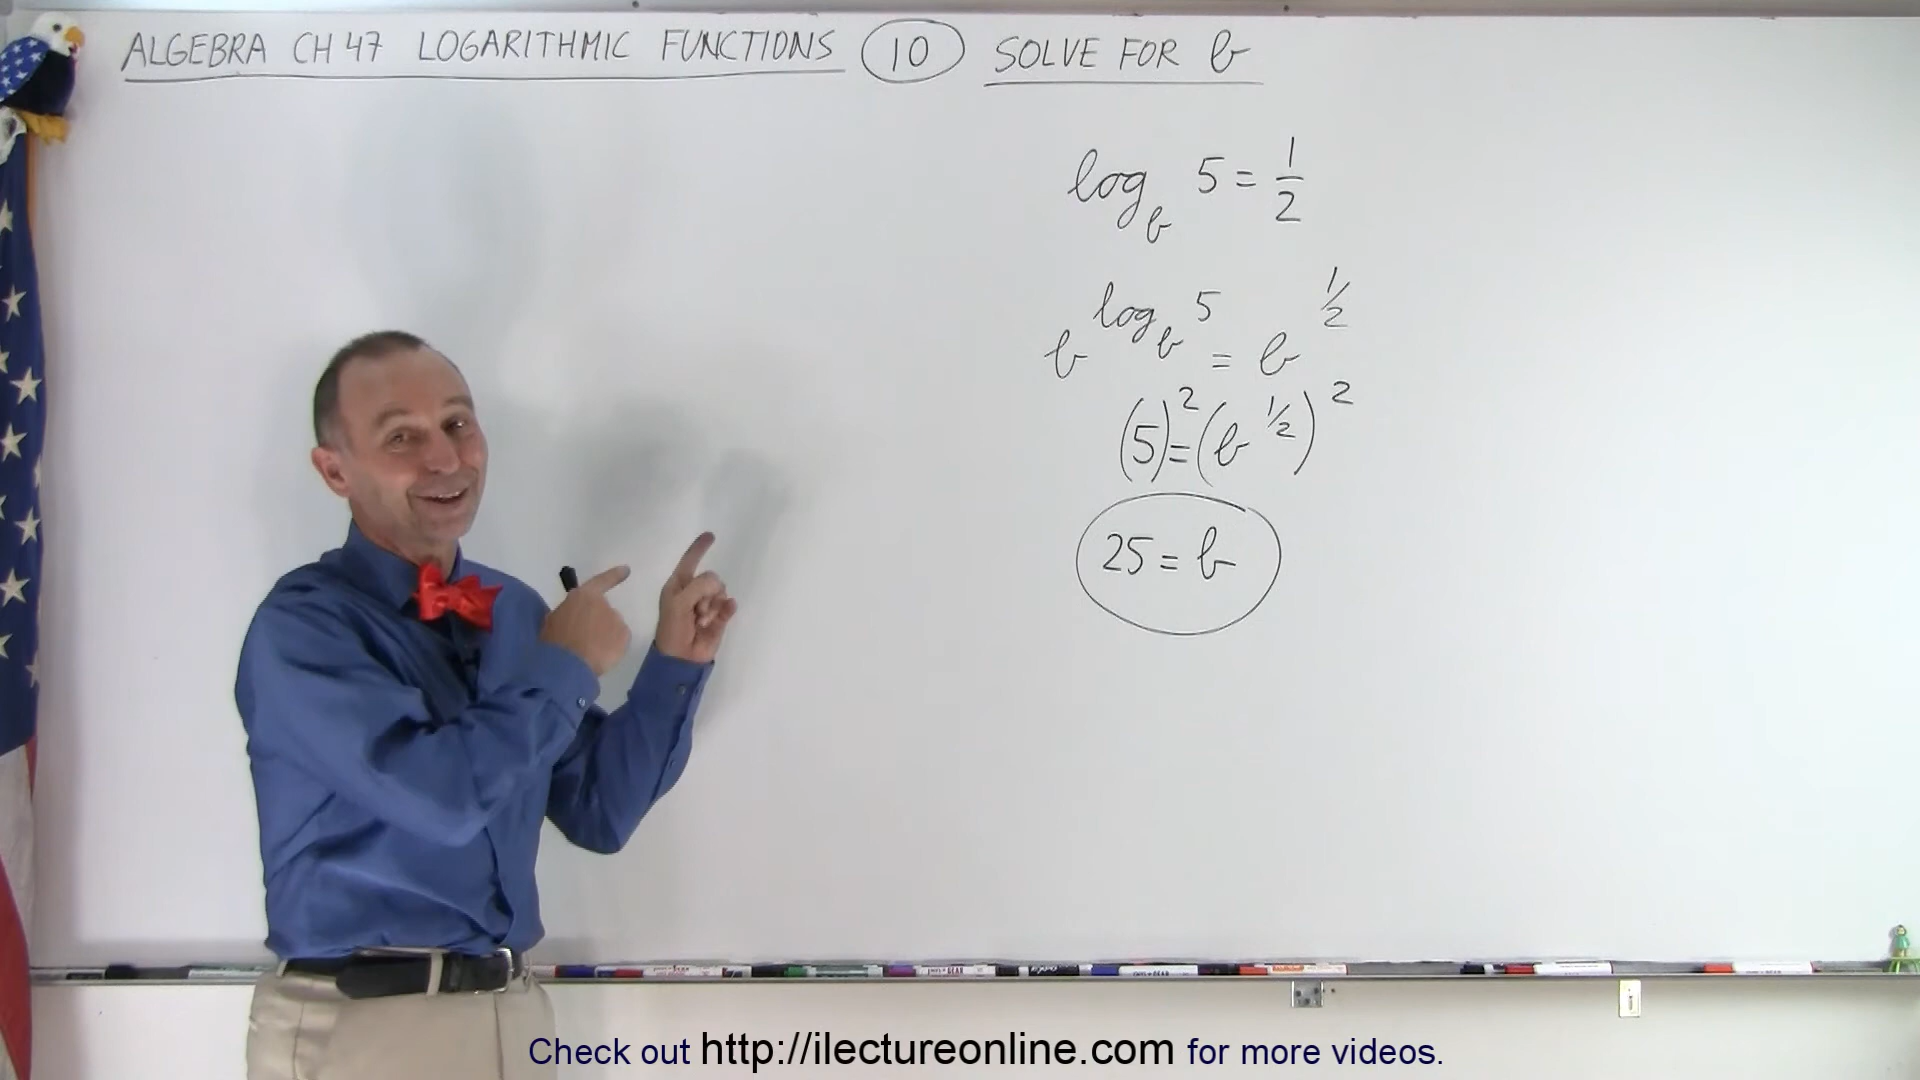 ALGEBRA CH 47 LOGARITHMIC FUNCTIONS 10 SOLVE FOR b
log_b 5 = 1/2
b^(log_b 5) = b^(1/2)
(5)^2 = (b^(1/2))^2
25 = b
Check out http://ilectureonline.com for more videos.